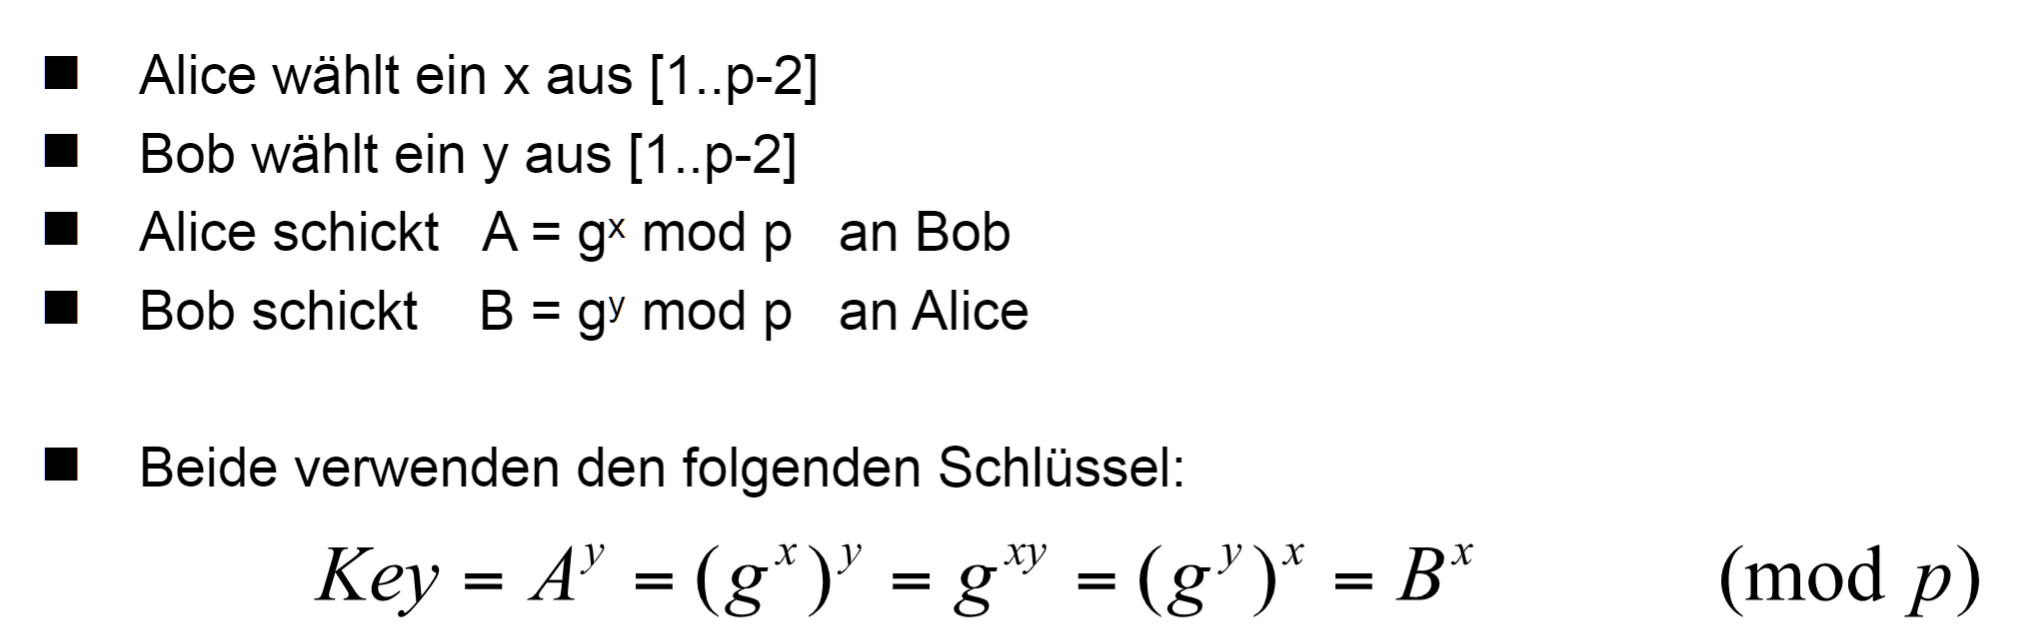 ■ Alice wählt ein x aus [1..p-2]
■ Bob wählt ein y aus [1..p-2]
■ Alice schickt A = gˣ mod p an Bob
■ Bob schickt B = gʸ mod p an Alice
■ Beide verwenden den folgenden Schlüssel:
Key = Aʸ = (gˣ)ʸ = gˣʸ = (gʸ)ˣ = Bˣ (mod p)